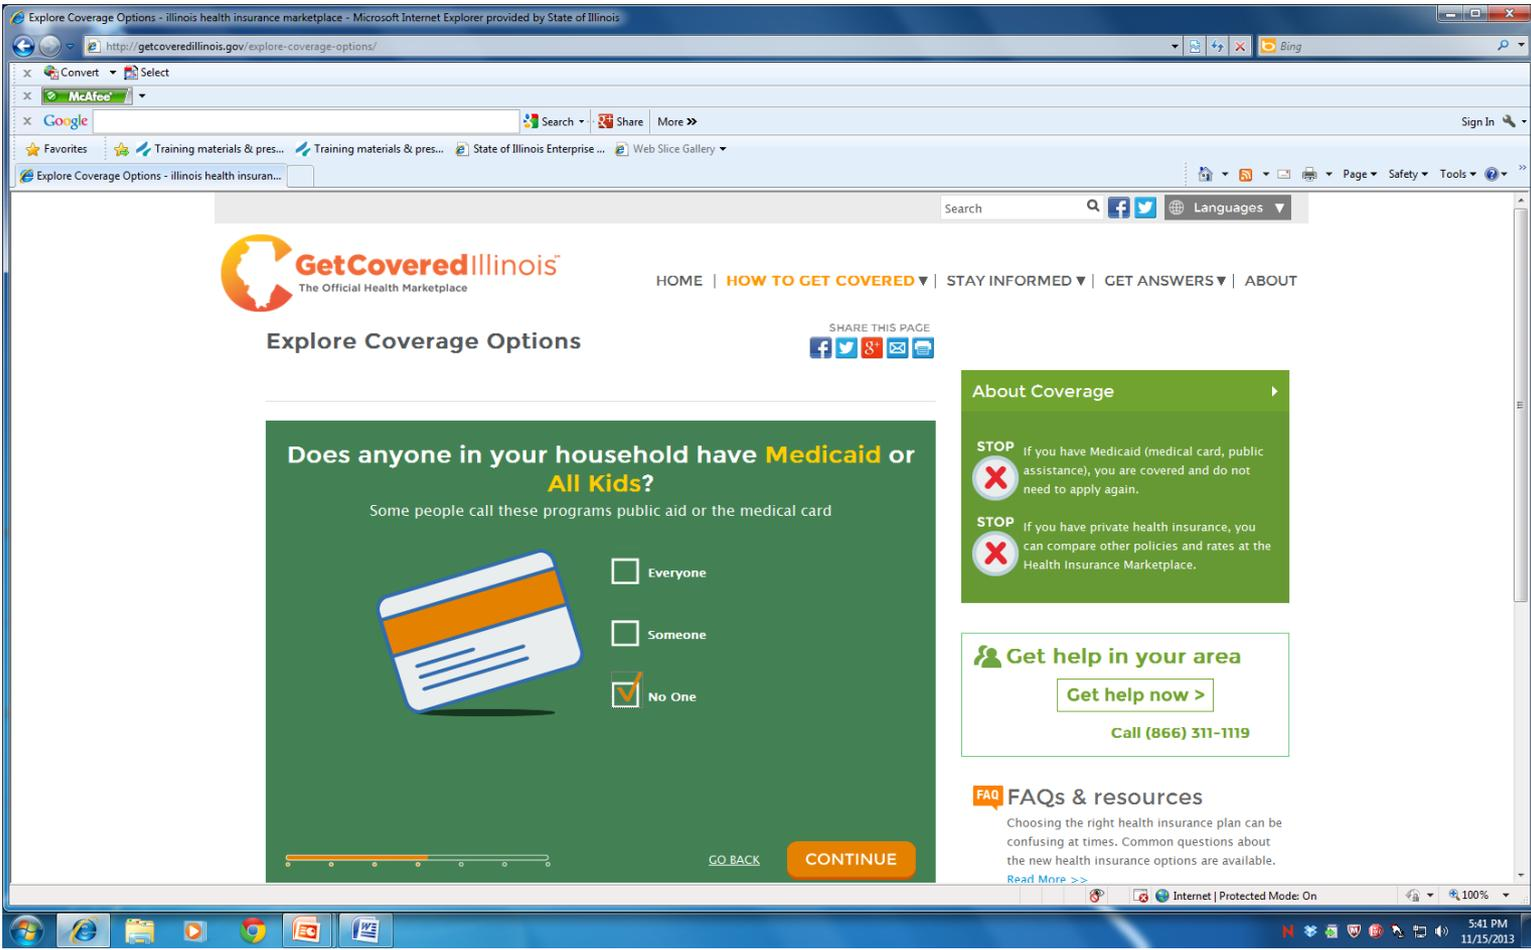 Explore Coverage Options - illinois health insurance marketplace - Microsoft Internet Explorer provided by State of Illinois
http://getcoveredillinois.gov/explore-coverage-options/
Bing
x Convert Select
x McAfee
x Google Search Share More >> Sign In
Favorites Training materials & pres... Training materials & pres... State of Illinois Enterprise ... Web Slice Gallery
Explore Coverage Options - illinois health insuran... Page Safety Tools
Search Languages
GetCoveredIllinois™
The Official Health Marketplace
HOME | HOW TO GET COVERED | STAY INFORMED | GET ANSWERS | ABOUT
Explore Coverage Options
SHARE THIS PAGE
Does anyone in your household have Medicaid or
All Kids?
Some people call these programs public aid or the medical card
Everyone
Someone
No One
GO BACK CONTINUE
About Coverage
STOP
If you have Medicaid (medical card, public
assistance), you are covered and do not
need to apply again.
STOP
If you have private health insurance, you
can compare other policies and rates at the
Health Insurance Marketplace.
Get help in your area
Get help now >
Call (866) 311-1119
FAQ FAQs & resources
Choosing the right health insurance plan can be
confusing at times. Common questions about
the new health insurance options are available.
Read More >>
Internet | Protected Mode: On 100%
5:41 PM
11/15/2013